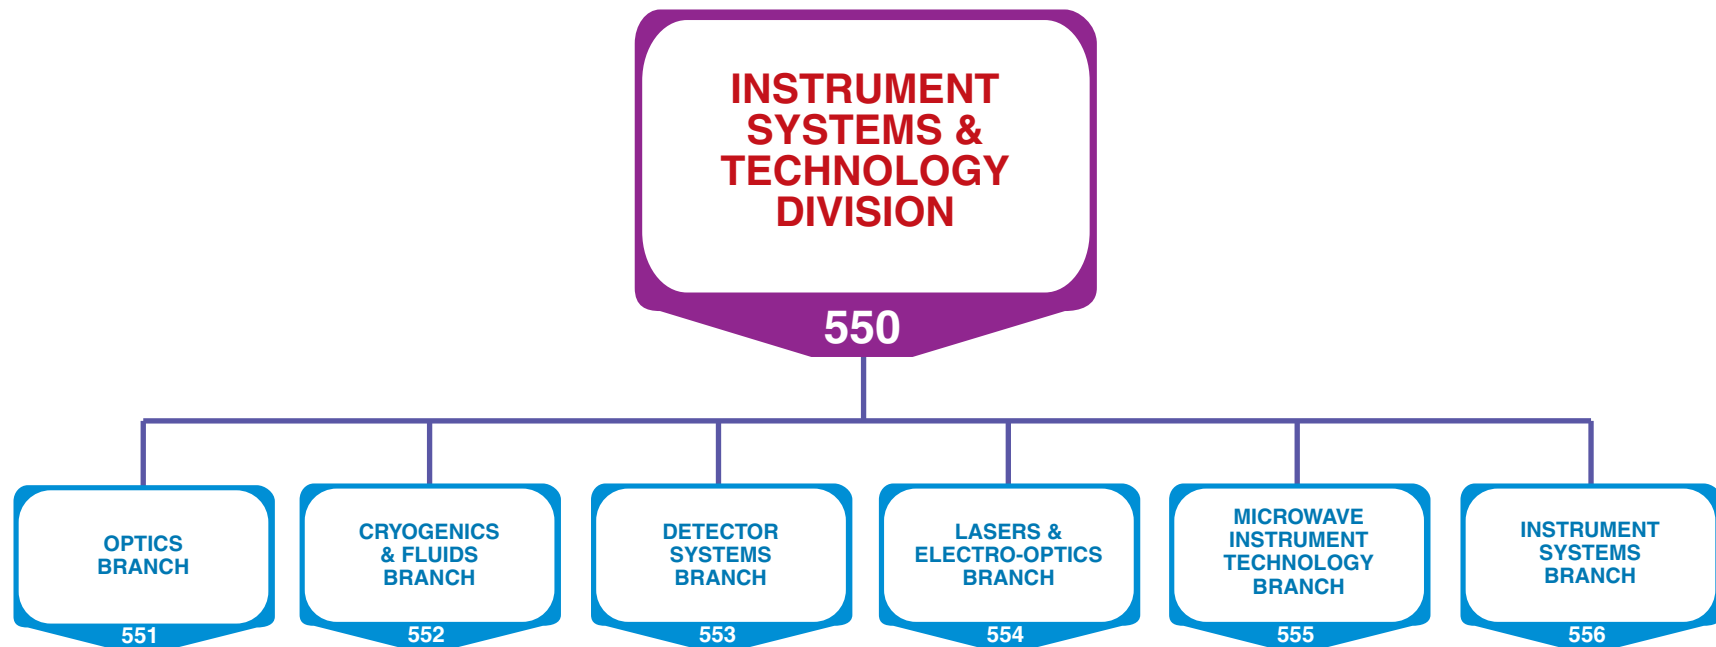 INSTRUMENT
SYSTEMS &
TECHNOLOGY
DIVISION
550
OPTICS
BRANCH
551
CRYOGENICS
& FLUIDS
BRANCH
552
DETECTOR
SYSTEMS
BRANCH
553
LASERS &
ELECTRO-OPTICS
BRANCH
554
MICROWAVE
INSTRUMENT
TECHNOLOGY
BRANCH
555
INSTRUMENT
SYSTEMS
BRANCH
556